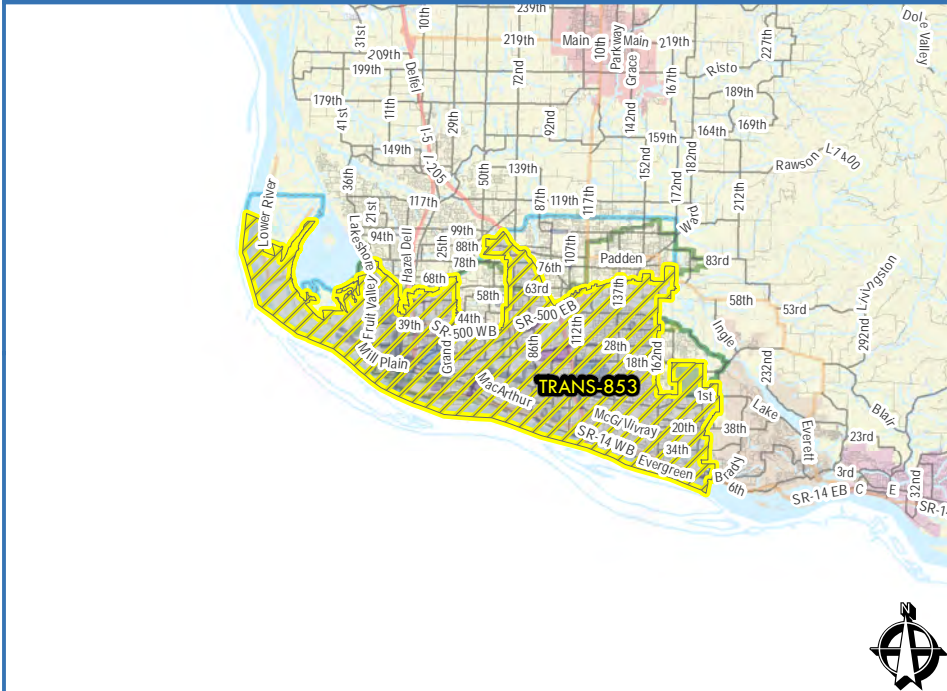 239th
10th
31st
219th
Main
10th
Parkway
Main
Grace
219th
227th
Dole Valley
209th
199th
Delfel
72nd
167th
Risto
189th
179th
41st
11th
I-5
29th
92nd
142nd
159th
164th
169th
149th
I-205
50th
139th
152nd
182nd
Rawson
L-1400
36th
117th
87th
119th
117th
172nd
212th
Ward
Lower River
Lakeshore
21st
94th
Hazel Dell
25th
99th
88th
78th
76th
107th
Padden
83rd
68th
58th
63rd
137th
58th
53rd
292nd
L/Livingston
Fruit Valley
39th
44th
SR-500 WB
SR-500 EB
112th
86th
28th
18th
162nd
Ingle
232nd
Mill Plain
Grand
MacArthur
TRANS-853
1st
Lake
Everett
Blair
McGillivray
20th
38th
23rd
SR-14 WB
34th
Evergreen
Brady
6th
3rd
SR-14 EB
C
E
32nd
SR-1
N